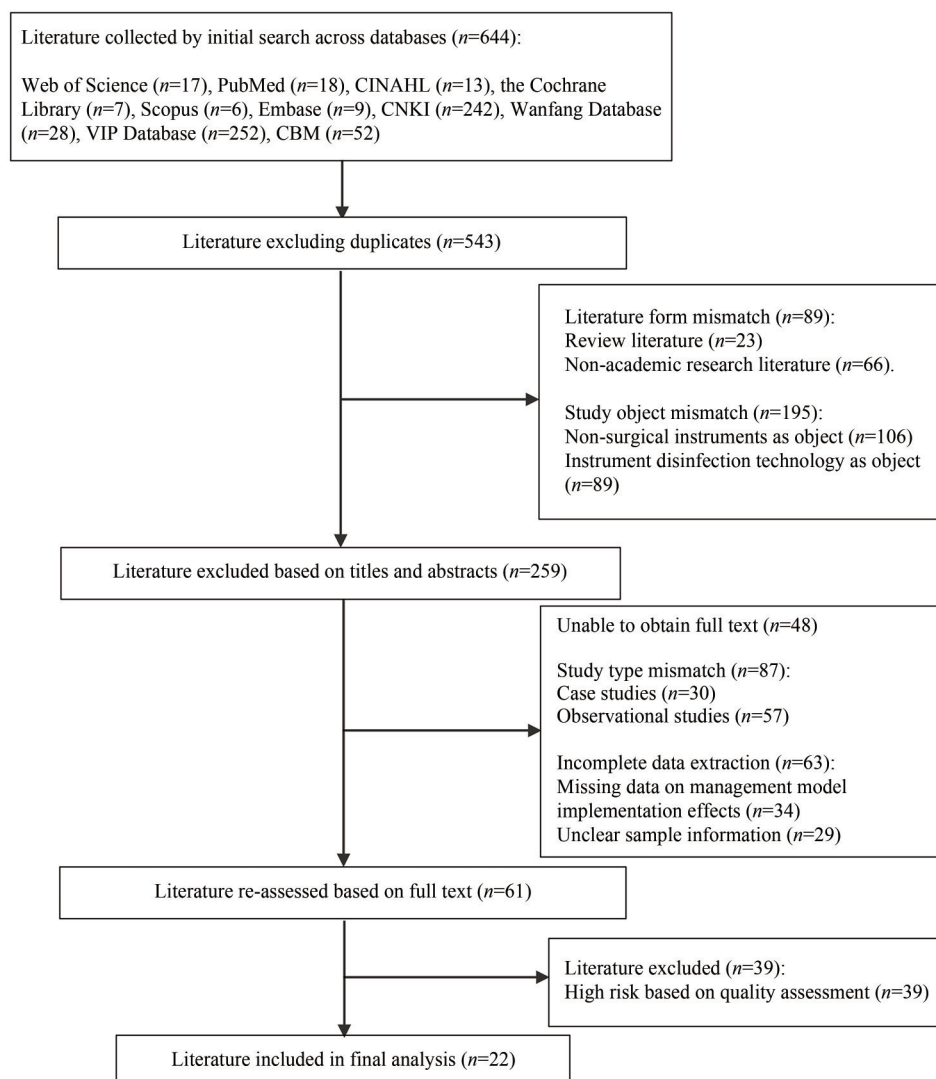 Literature collected by initial search across databases (n=644):
Web of Science (n=17), PubMed (n=18), CINAHL (n=13), the Cochrane
Library (n=7), Scopus (n=6), Embase (n=9), CNKI (n=242), Wanfang Database
(n=28), VIP Database (n=252), CBM (n=52)
Literature excluding duplicates (n=543)
Literature form mismatch (n=89):
Review literature (n=23)
Non-academic research literature (n=66).
Study object mismatch (n=195):
Non-surgical instruments as object (n=106)
Instrument disinfection technology as object
(n=89)
Literature excluded based on titles and abstracts (n=259)
Unable to obtain full text (n=48)
Study type mismatch (n=87):
Case studies (n=30)
Observational studies (n=57)
Incomplete data extraction (n=63):
Missing data on management model
implementation effects (n=34)
Unclear sample information (n=29)
Literature re-assessed based on full text (n=61)
Literature excluded (n=39):
High risk based on quality assessment (n=39)
Literature included in final analysis (n=22)